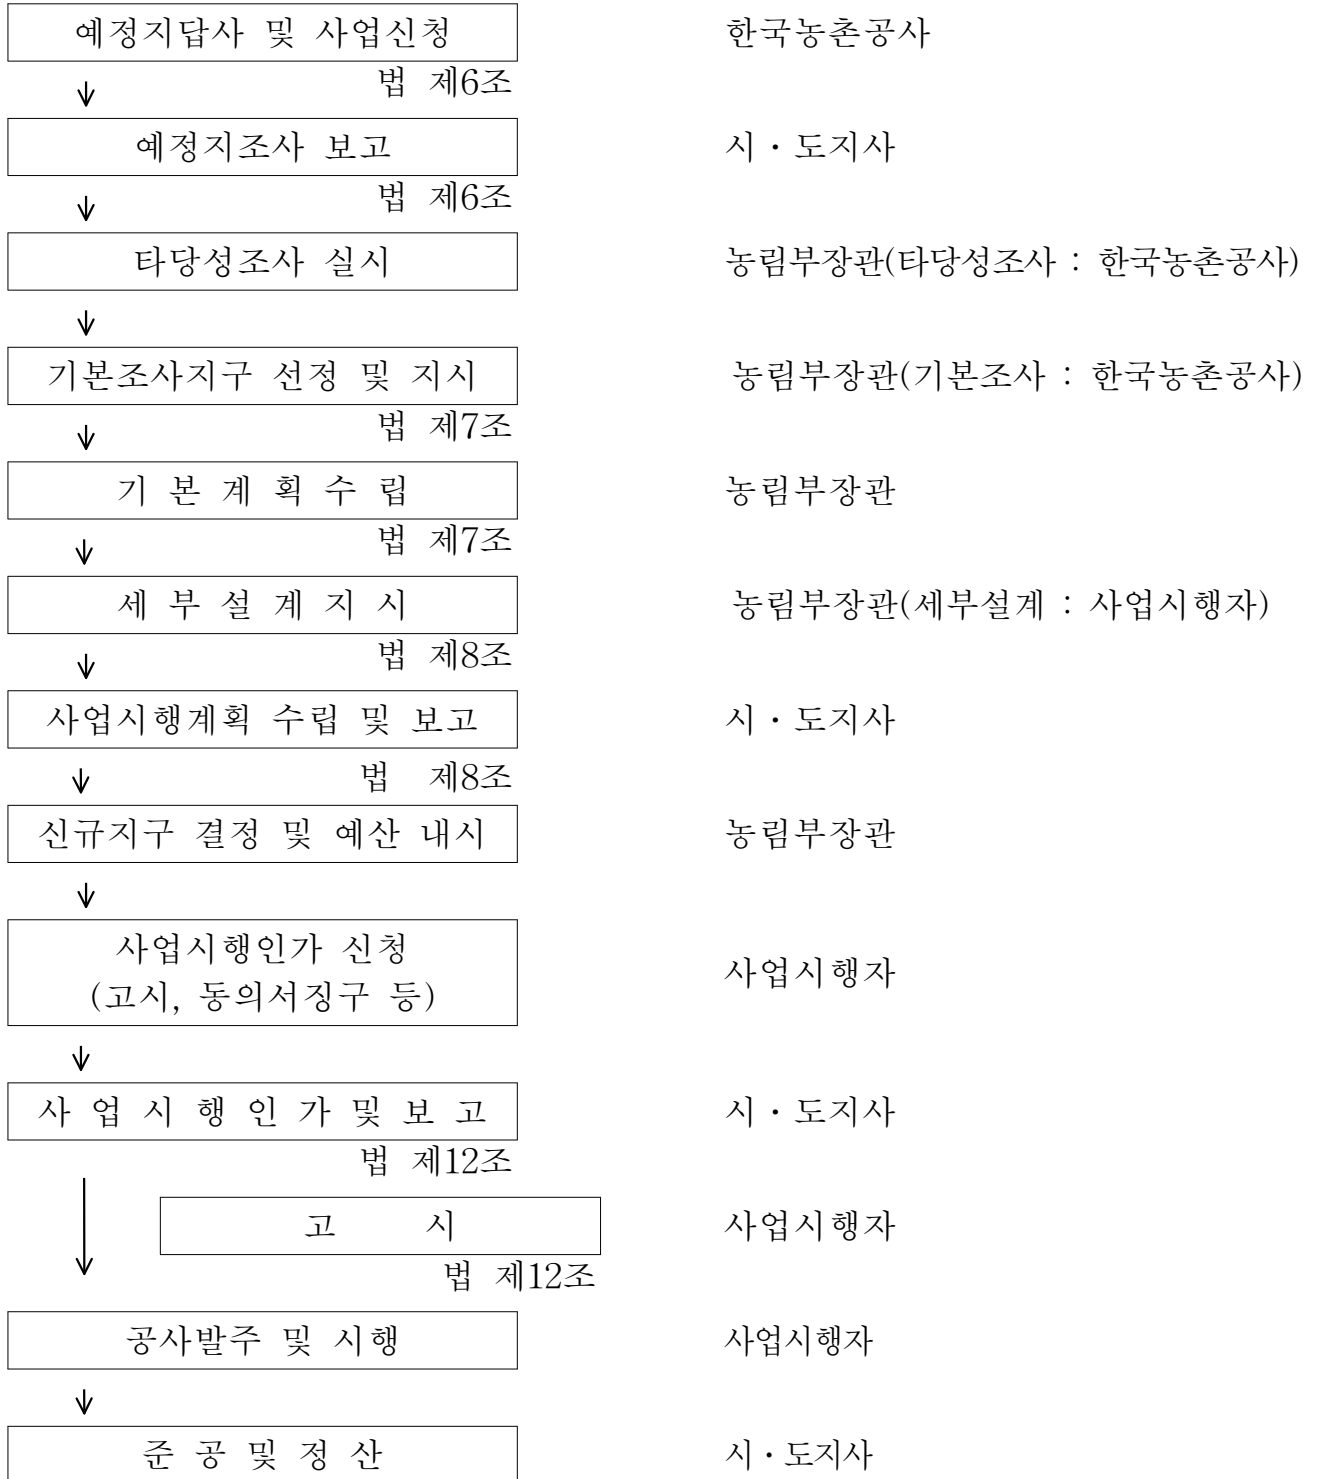 예정지답사 및 사업신청 한국농촌공사
법 제6조
↓
예정지조사 보고 시・도지사
법 제6조
↓
타당성조사 실시 농림부장관(타당성조사 : 한국농촌공사)
↓
기본조사지구 선정 및 지시 농림부장관(기본조사 : 한국농촌공사)
법 제7조
↓
기 본 계 획 수 립 농림부장관
법 제7조
↓
세 부 설 계 지 시 농림부장관(세부설계 : 사업시행자)
법 제8조
↓
사업시행계획 수립 및 보고 시・도지사
↓ 법 제8조
신규지구 결정 및 예산 내시 농림부장관
↓
사업시행인가 신청
(고시, 동의서징구 등) 사업시행자
↓
사 업 시 행 인 가 및 보 고 시・도지사
법 제12조
고 시 사업시행자
↓ 법 제12조
공사발주 및 시행 사업시행자
↓
준 공 및 정 산 시・도지사